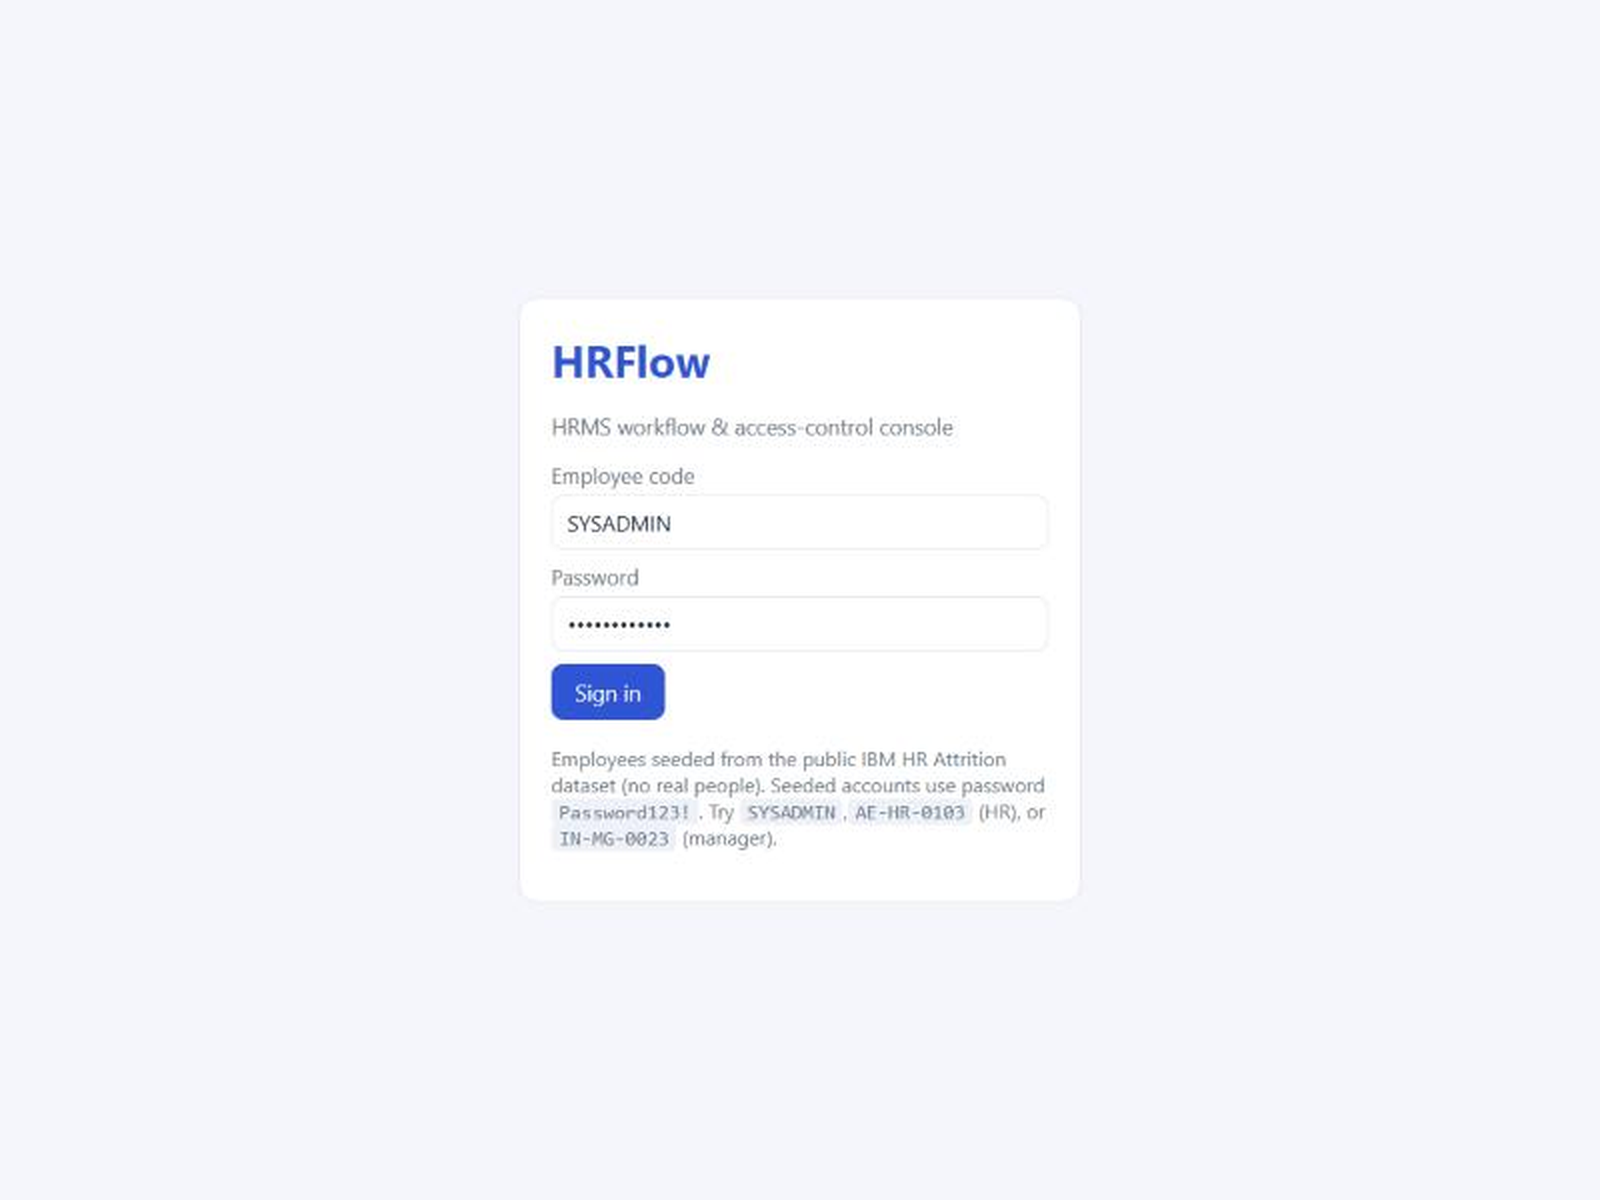 HRFlow
HRMS workflow & access-control console
Employee code
SYSADMIN
Password
••••••••••••
Sign in
Employees seeded from the public IBM HR Attrition
dataset (no real people). Seeded accounts use password
Password123! . Try SYSADMIN , AE-HR-0103 (HR), or
IN-MG-0023 (manager).